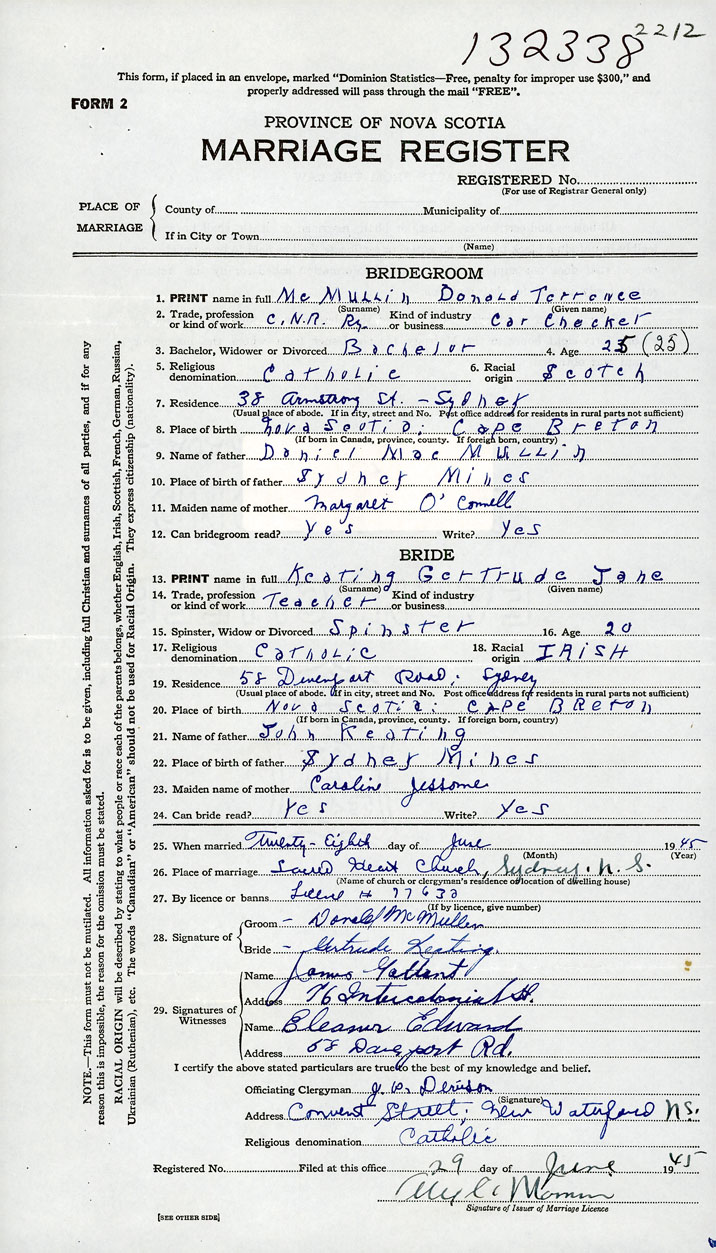 132338 2212
This form, if placed in an envelope, marked "Dominion Statistics—Free, penalty for improper use $300," and
properly addressed will pass through the mail "FREE".
FORM 2
PROVINCE OF NOVA SCOTIA
MARRIAGE REGISTER
REGISTERED No.
(For use of Registrar General only)
PLACE OF MARRIAGE
County of Municipality of
If in City or Town
(Name)
BRIDEGROOM
1. PRINT name in full Mc Mullin Donald Terrence
(Surname) (Given name)
2. Trade, profession or kind of work C.N.R. Ry. Kind of industry or business Car Checker
3. Bachelor, Widower or Divorced Bachelor 4. Age 25 (25)
5. Religious denomination Catholic 6. Racial origin Scotch
7. Residence 38 Armstrong St. - Sydney
(Usual place of abode. If in city, street and No. Post office address for residents in rural parts not sufficient)
8. Place of birth Nova Scotia: Cape Breton
(If born in Canada, province, county. If foreign born, country)
9. Name of father Daniel Mac Mullin
10. Place of birth of father Sydney Mines
11. Maiden name of mother Margaret O'Connell
12. Can bridegroom read? Yes Write? Yes
BRIDE
13. PRINT name in full Keating Gertrude Jane
(Surname) (Given name)
14. Trade, profession or kind of work Teacher Kind of industry or business
15. Spinster, Widow or Divorced Spinster 16. Age 20
17. Religious denomination Catholic 18. Racial origin IRISH
19. Residence 58 Davenport Road: Sydney
(Usual place of abode. If in city, street and No. Post office address for residents in rural parts not sufficient)
20. Place of birth Nova Scotia: CAPE BRETON
(If born in Canada, province, county. If foreign born, country)
21. Name of father John Keating
22. Place of birth of father Sydney Mines
23. Maiden name of mother Caroline Jessome
24. Can bride read? Yes Write? Yes
25. When married Twenty-Eighth day of June 1945
(Month) (Year)
26. Place of marriage Sacred Heart Church, Sydney. N.S.
(Name of church or clergyman's residence or location of dwelling house)
27. By licence or banns 77632
(If by licence, give number)
28. Signature of
Groom - Donald McMullin
Bride - Gertrude Keating.
29. Signatures of Witnesses
Name James Gallant
Address 76 Intercolonial St.
Name Eleanor Edward
Address 58 Davenport Rd.
I certify the above stated particulars are true to the best of my knowledge and belief.
Officiating Clergyman
(Signature)
Address Convent Street, New Waterford N.S.
Religious denomination Catholic
Registered No. Filed at this office 29 day of June 1945
Signature of Issuer of Marriage Licence
[SEE OTHER SIDE]
NOTE.—This form must not be mutilated. All information asked for is to be given, including full Christian and surnames of all parties, and if for any
reason this is impossible, the reason for the omission must be stated.
RACIAL ORIGIN will be described by stating to what people or race each of the parents belongs, whether English, Irish, Scottish, French, German, Russian,
Ukrainian (Ruthenian), etc. The words "Canadian" or "American" should not be used for Racial Origin. They express citizenship (nationality).